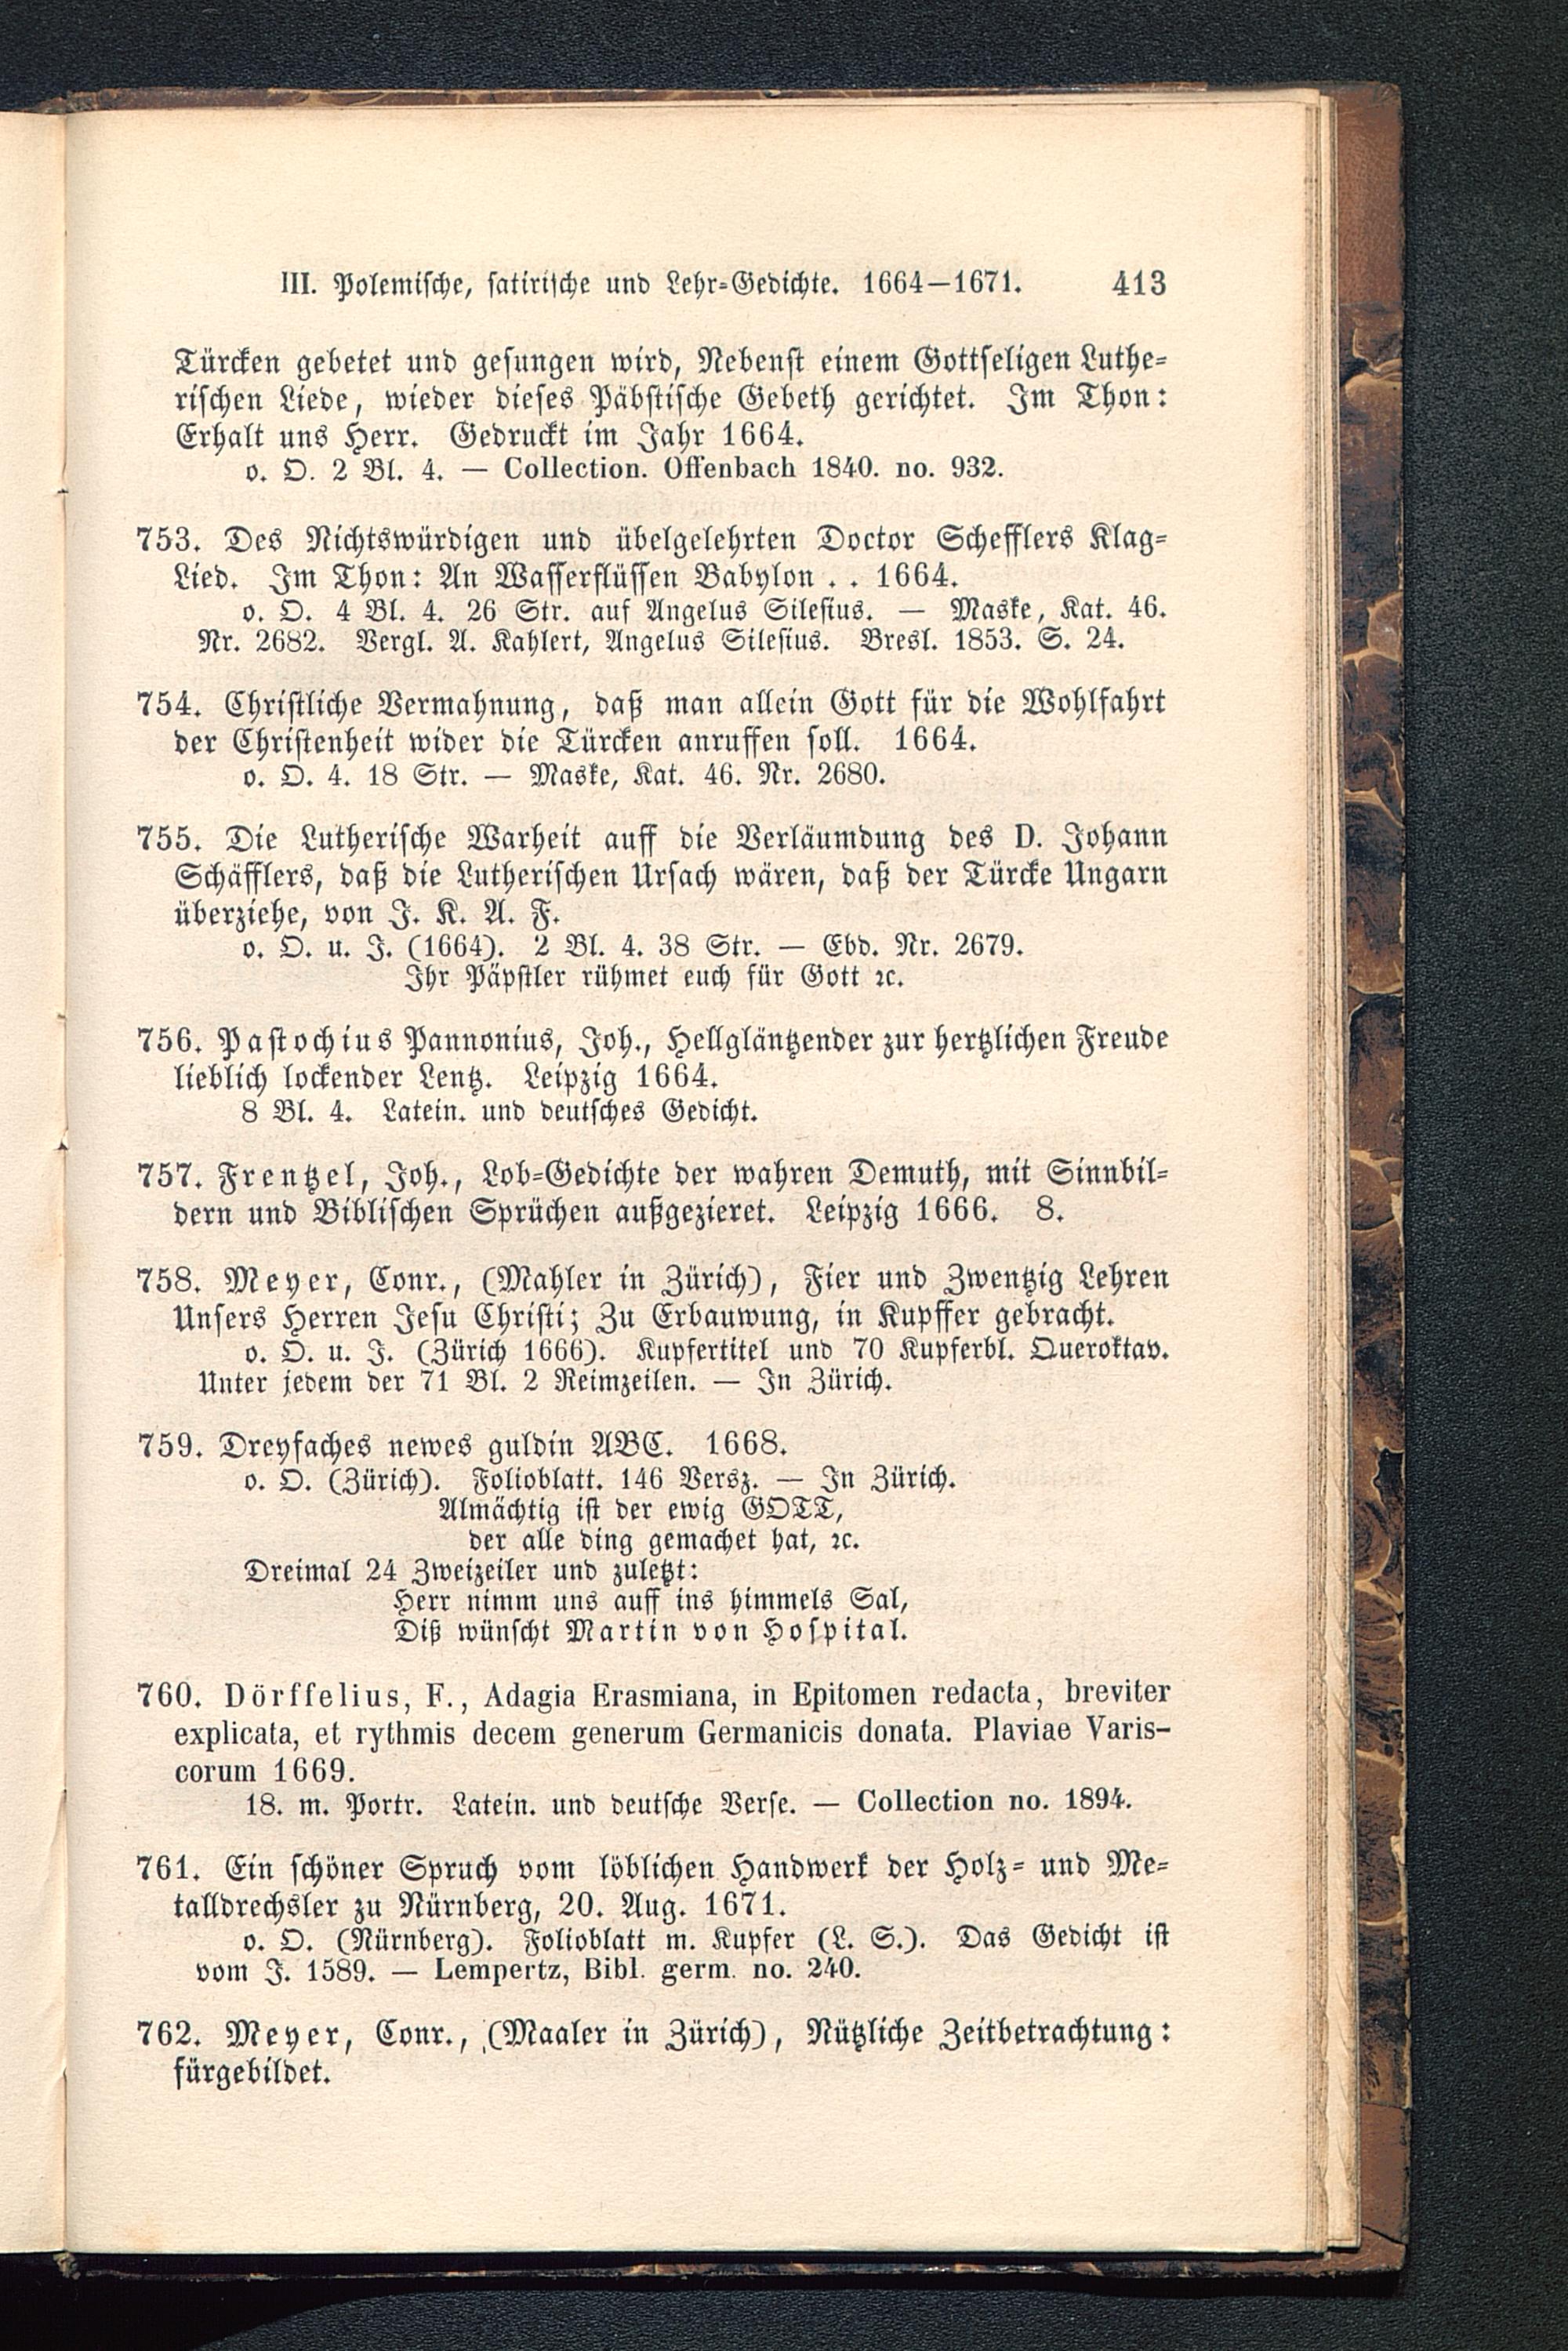 III. Polemische, satirische und Lehr-Gedichte. 1664—1671. 413
Türcken gebetet und gesungen wird, Nebenst einem Gottseligen Luthe-
rischen Liede, wieder dieses Päbstische Gebeth gerichtet. Im Thon:
Erhalt uns Herr. Gedruckt im Jahr 1664.
o. O. 2 Bl. 4. — Collection. Offenbach 1840. no. 932.
753. Des Nichtswürdigen und übelgelehrten Doctor Schefflers Klag-
Lied. Im Thon: An Wasserflüssen Babylon . . 1664.
o. O. 4 Bl. 4. 26 Str. auf Angelus Silesius. — Maske, Kat. 46.
Nr. 2682. Vergl. A. Kahlert, Angelus Silesius. Bresl. 1853. S. 24.
754. Christliche Vermahnung, daß man allein Gott für die Wohlfahrt
der Christenheit wider die Türcken anruffen soll. 1664.
o. O. 4. 18 Str. — Maske, Kat. 46. Nr. 2680.
755. Die Lutherische Warheit auff die Verläumdung des D. Johann
Schäfflers, daß die Lutherischen Ursach wären, daß der Türcke Ungarn
überziehe, von J. K. A. F.
o. O. u. J. (1664). 2 Bl. 4. 38 Str. — Ebd. Nr. 2679.
Ihr Päpstler rühmet euch für Gott ꝛc.
756. Pastochius Pannonius, Joh., Hellgläntzender zur hertzlichen Freude
lieblich lockender Lentz. Leipzig 1664.
8 Bl. 4. Latein. und deutsches Gedicht.
757. Frentzel, Joh., Lob-Gedichte der wahren Demuth, mit Sinnbil-
dern und Biblischen Sprüchen außgezieret. Leipzig 1666. 8.
758. Meyer, Conr., (Mahler in Zürich), Fier und Zwentzig Lehren
Unsers Herren Jesu Christi; Zu Erbauwung, in Kupffer gebracht.
o. O. u. J. (Zürich 1666). Kupfertitel und 70 Kupferbl. Queroktav.
Unter jedem der 71 Bl. 2 Reimzeilen. — In Zürich.
759. Dreyfaches newes guldin ABC. 1668.
o. O. (Zürich). Folioblatt. 146 Versz. — In Zürich.
Almächtig ist der ewig GOTT,
der alle ding gemachet hat, ꝛc.
Dreimal 24 Zweizeiler und zuletzt:
Herr nimm uns auff ins himmels Sal,
Diß wünscht Martin von Hospital.
760. Dörffelius, F., Adagia Erasmiana, in Epitomen redacta, breviter
explicata, et rythmis decem generum Germanicis donata. Plaviae Varis-
corum 1669.
18. m. Portr. Latein. und deutsche Verse. — Collection no. 1894.
761. Ein schöner Spruch vom löblichen Handwerk der Holz- und Me-
talldrechsler zu Nürnberg, 20. Aug. 1671.
o. O. (Nürnberg). Folioblatt m. Kupfer (L. S.). Das Gedicht ist
vom J. 1589. — Lempertz, Bibl. germ. no. 240.
762. Meyer, Conr., (Maaler in Zürich), Nützliche Zeitbetrachtung:
fürgebildet.